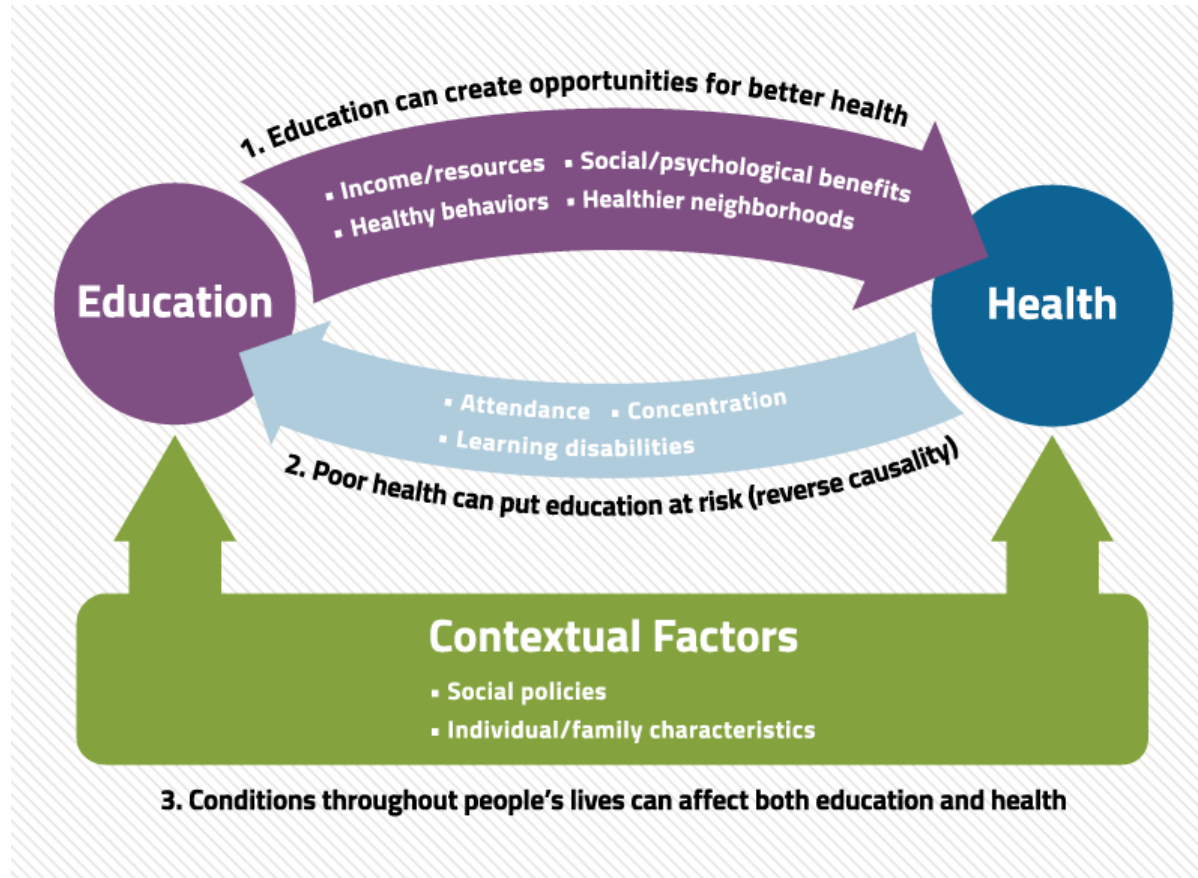 1. Education can create opportunities for better health
▪ Income/resources ▪ Social/psychological benefits
▪ Healthy behaviors ▪ Healthier neighborhoods
Education
Health
▪ Attendance ▪ Concentration
▪ Learning disabilities
2. Poor health can put education at risk (reverse causality)
Contextual Factors
▪ Social policies
▪ Individual/family characteristics
3. Conditions throughout people's lives can affect both education and health